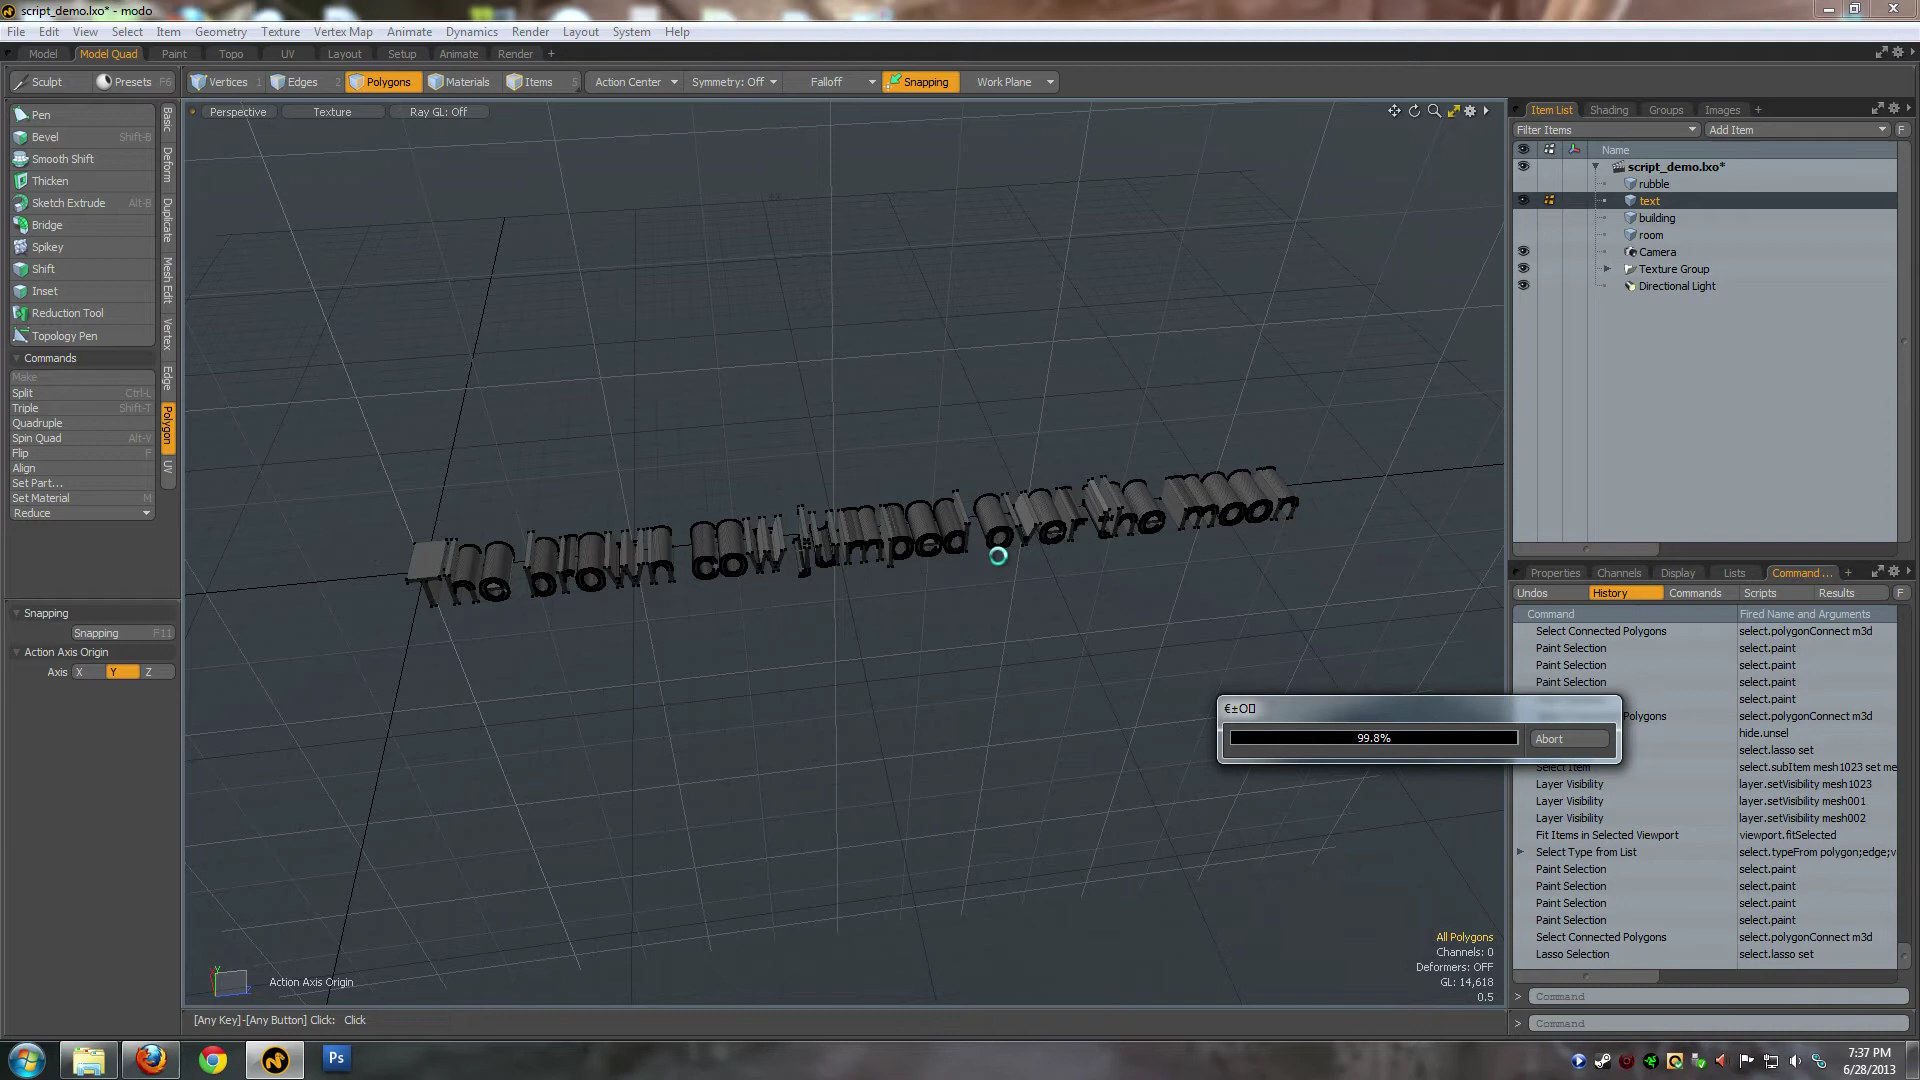 script_demo.lxo* - modo
File Edit View Select Item Geometry Texture Vertex Map Animate Dynamics Render Layout System Help
Model Model Quad Paint Topo UV Layout Setup Animate Render +
Sculpt Presets F6 Vertices 1 Edges 2 Polygons Materials Items 5 Action Center Symmetry: Off Falloff Snapping Work Plane
Perspective Texture Ray GL: Off
Pen
Bevel Shift-B
Smooth Shift
Thicken
Sketch Extrude Alt-B
Bridge
Spikey
Shift
Inset
Reduction Tool
Topology Pen
Commands
Make
Split Ctrl-L
Triple Shift-T
Quadruple
Spin Quad Alt-V
Flip F
Align
Set Part...
Set Material M
Reduce
Basic
Deform
Duplicate
Mesh Edit
Vertex
Edge
Polygon
UV
Snapping
Snapping F11
Action Axis Origin
Axis X Y Z
The brown cow jumped over the moon
All Polygons
Channels: 0
Deformers: OFF
GL: 14,618
0.5
Action Axis Origin
[Any Key]-[Any Button] Click: Click
Item List Shading Groups Images +
Filter Items Add Item F
Name
script_demo.lxo*
rubble
text
building
room
Camera
Texture Group
Directional Light
Properties Channels Display Lists Command ... +
Undos History Commands Scripts Results F
Command Fired Name and Arguments
Select Connected Polygons select.polygonConnect m3d
Paint Selection select.paint
Paint Selection select.paint
Paint Selection select.paint
select.paint
Polygons select.polygonConnect m3d
hide.unsel
select.lasso set
Select Item select.subItem mesh1023 set me
Layer Visibility layer.setVisibility mesh1023
Layer Visibility layer.setVisibility mesh001
Layer Visibility layer.setVisibility mesh002
Fit Items in Selected Viewport viewport.fitSelected
Select Type from List select.typeFrom polygon;edge;v
Paint Selection select.paint
Paint Selection select.paint
Paint Selection select.paint
Paint Selection select.paint
Select Connected Polygons select.polygonConnect m3d
Lasso Selection select.lasso set
€±O
99.8% Abort
> Command
> Command
Ps
7:37 PM
6/28/2013